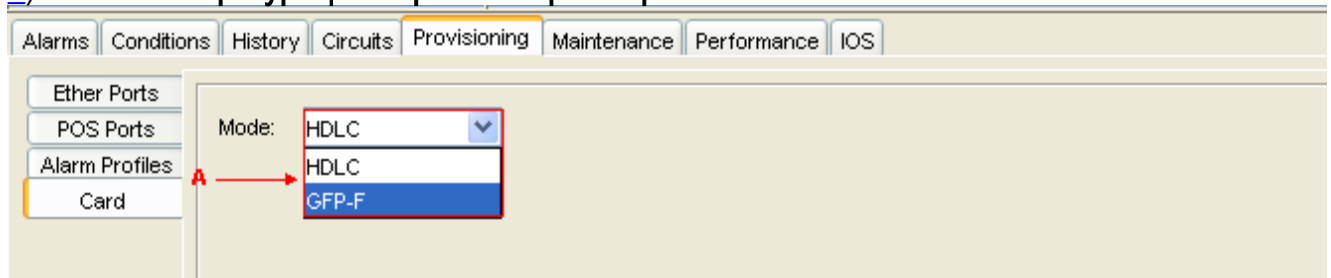 Alarms Conditions History Circuits Provisioning Maintenance Performance IOS
Ether Ports
POS Ports
Alarm Profiles
Card
Mode: HDLC
HDLC
A
GFP-F